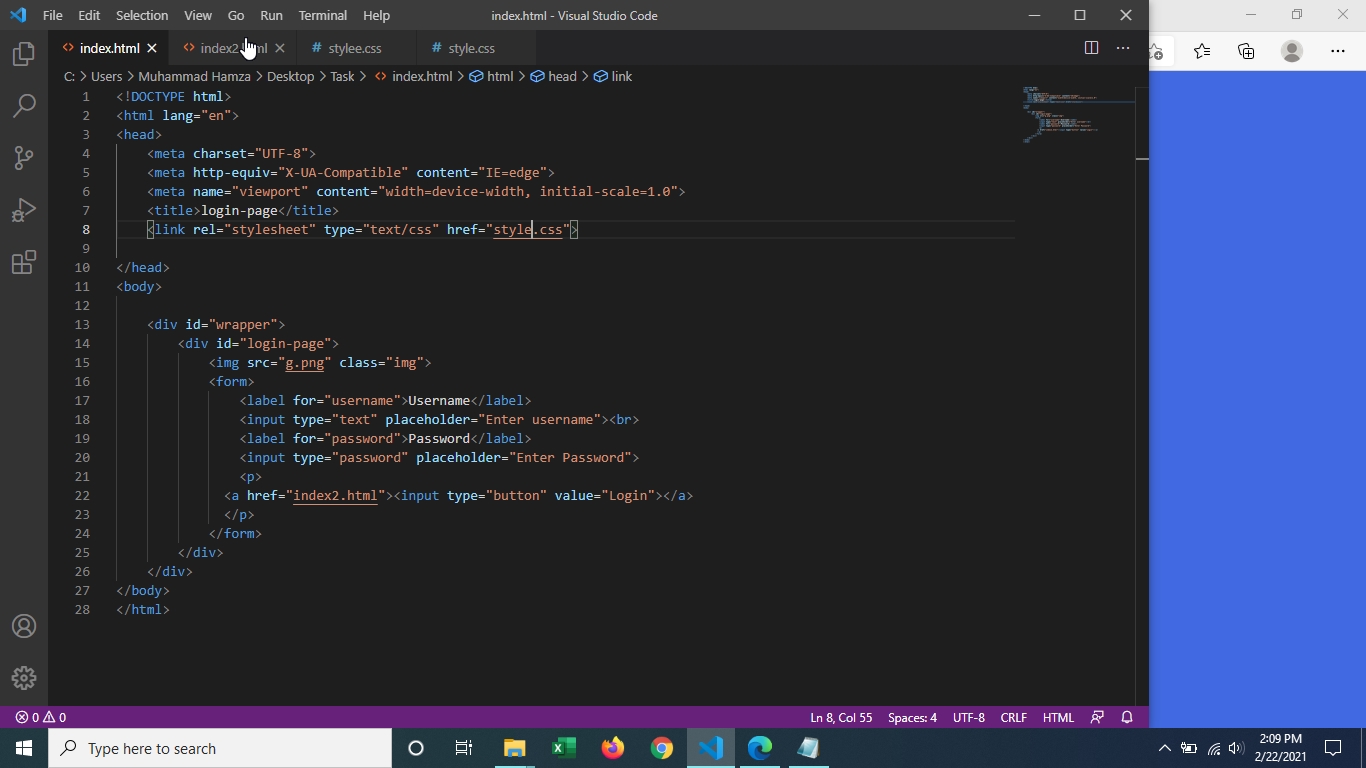 File Edit Selection View Go Run Terminal Help index.html - Visual Studio Code
index.html index2 ml # stylee.css # style.css
C: > Users > Muhammad Hamza > Desktop > Task > index.html > html > head > link
1 <!DOCTYPE html>
2 <html lang="en">
3 <head>
4 <meta charset="UTF-8">
5 <meta http-equiv="X-UA-Compatible" content="IE=edge">
6 <meta name="viewport" content="width=device-width, initial-scale=1.0">
7 <title>login-page</title>
8 <link rel="stylesheet" type="text/css" href="style.css">
9
10 </head>
11 <body>
12
13 <div id="wrapper">
14 <div id="login-page">
15 <img src="g.png" class="img">
16 <form>
17 <label for="username">Username</label>
18 <input type="text" placeholder="Enter username"><br>
19 <label for="password">Password</label>
20 <input type="password" placeholder="Enter Password">
21 <p>
22 <a href="index2.html"><input type="button" value="Login"></a>
23 </p>
24 </form>
25 </div>
26 </div>
27 </body>
28 </html>
0 0 Ln 8, Col 55 Spaces: 4 UTF-8 CRLF HTML
Type here to search
2:09 PM
2/22/2021